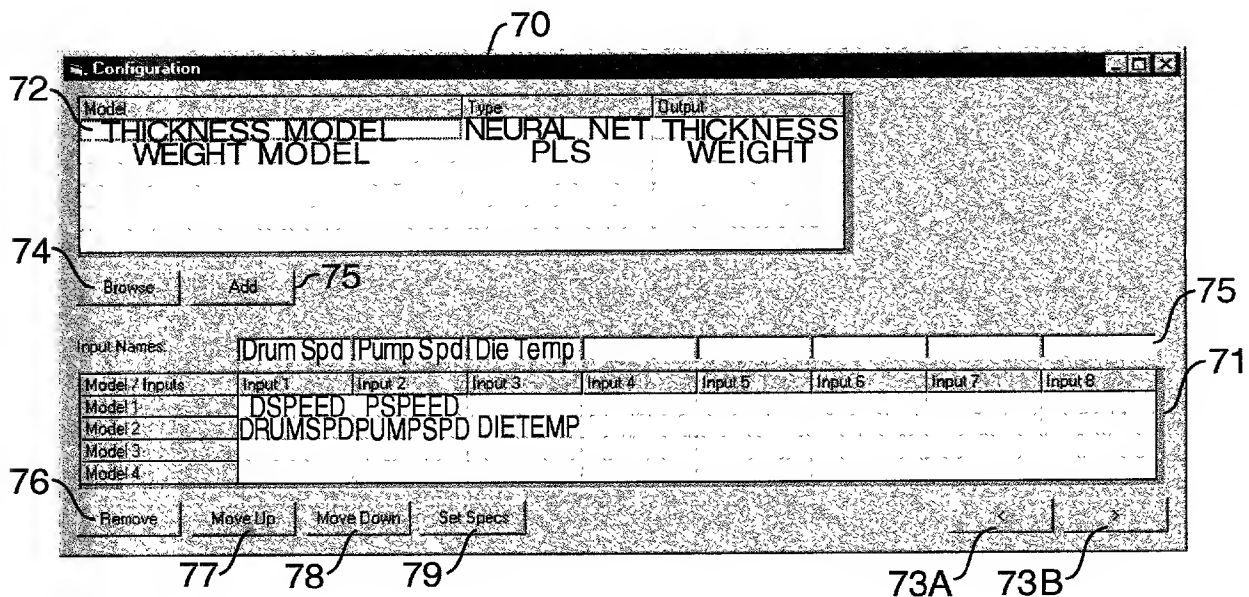 70
Configuration
72
Model Type Output
THICKNESS MODEL NEURAL NET THICKNESS
WEIGHT MODEL PLS WEIGHT
74
Browse Add 75
75
Input Names: Drum Spd Pump Spd Die Temp
71
Model / Inputs Input 1 Input 2 Input 3 Input 4 Input 5 Input 6 Input 7 Input 8
Model 1 DSPEED PSPEED
Model 2 DRUMSPD PUMPSPD DIETEMP
Model 3
Model 4
76
Remove Move Up Move Down Set Specs < >
77 78 79 73A 73B